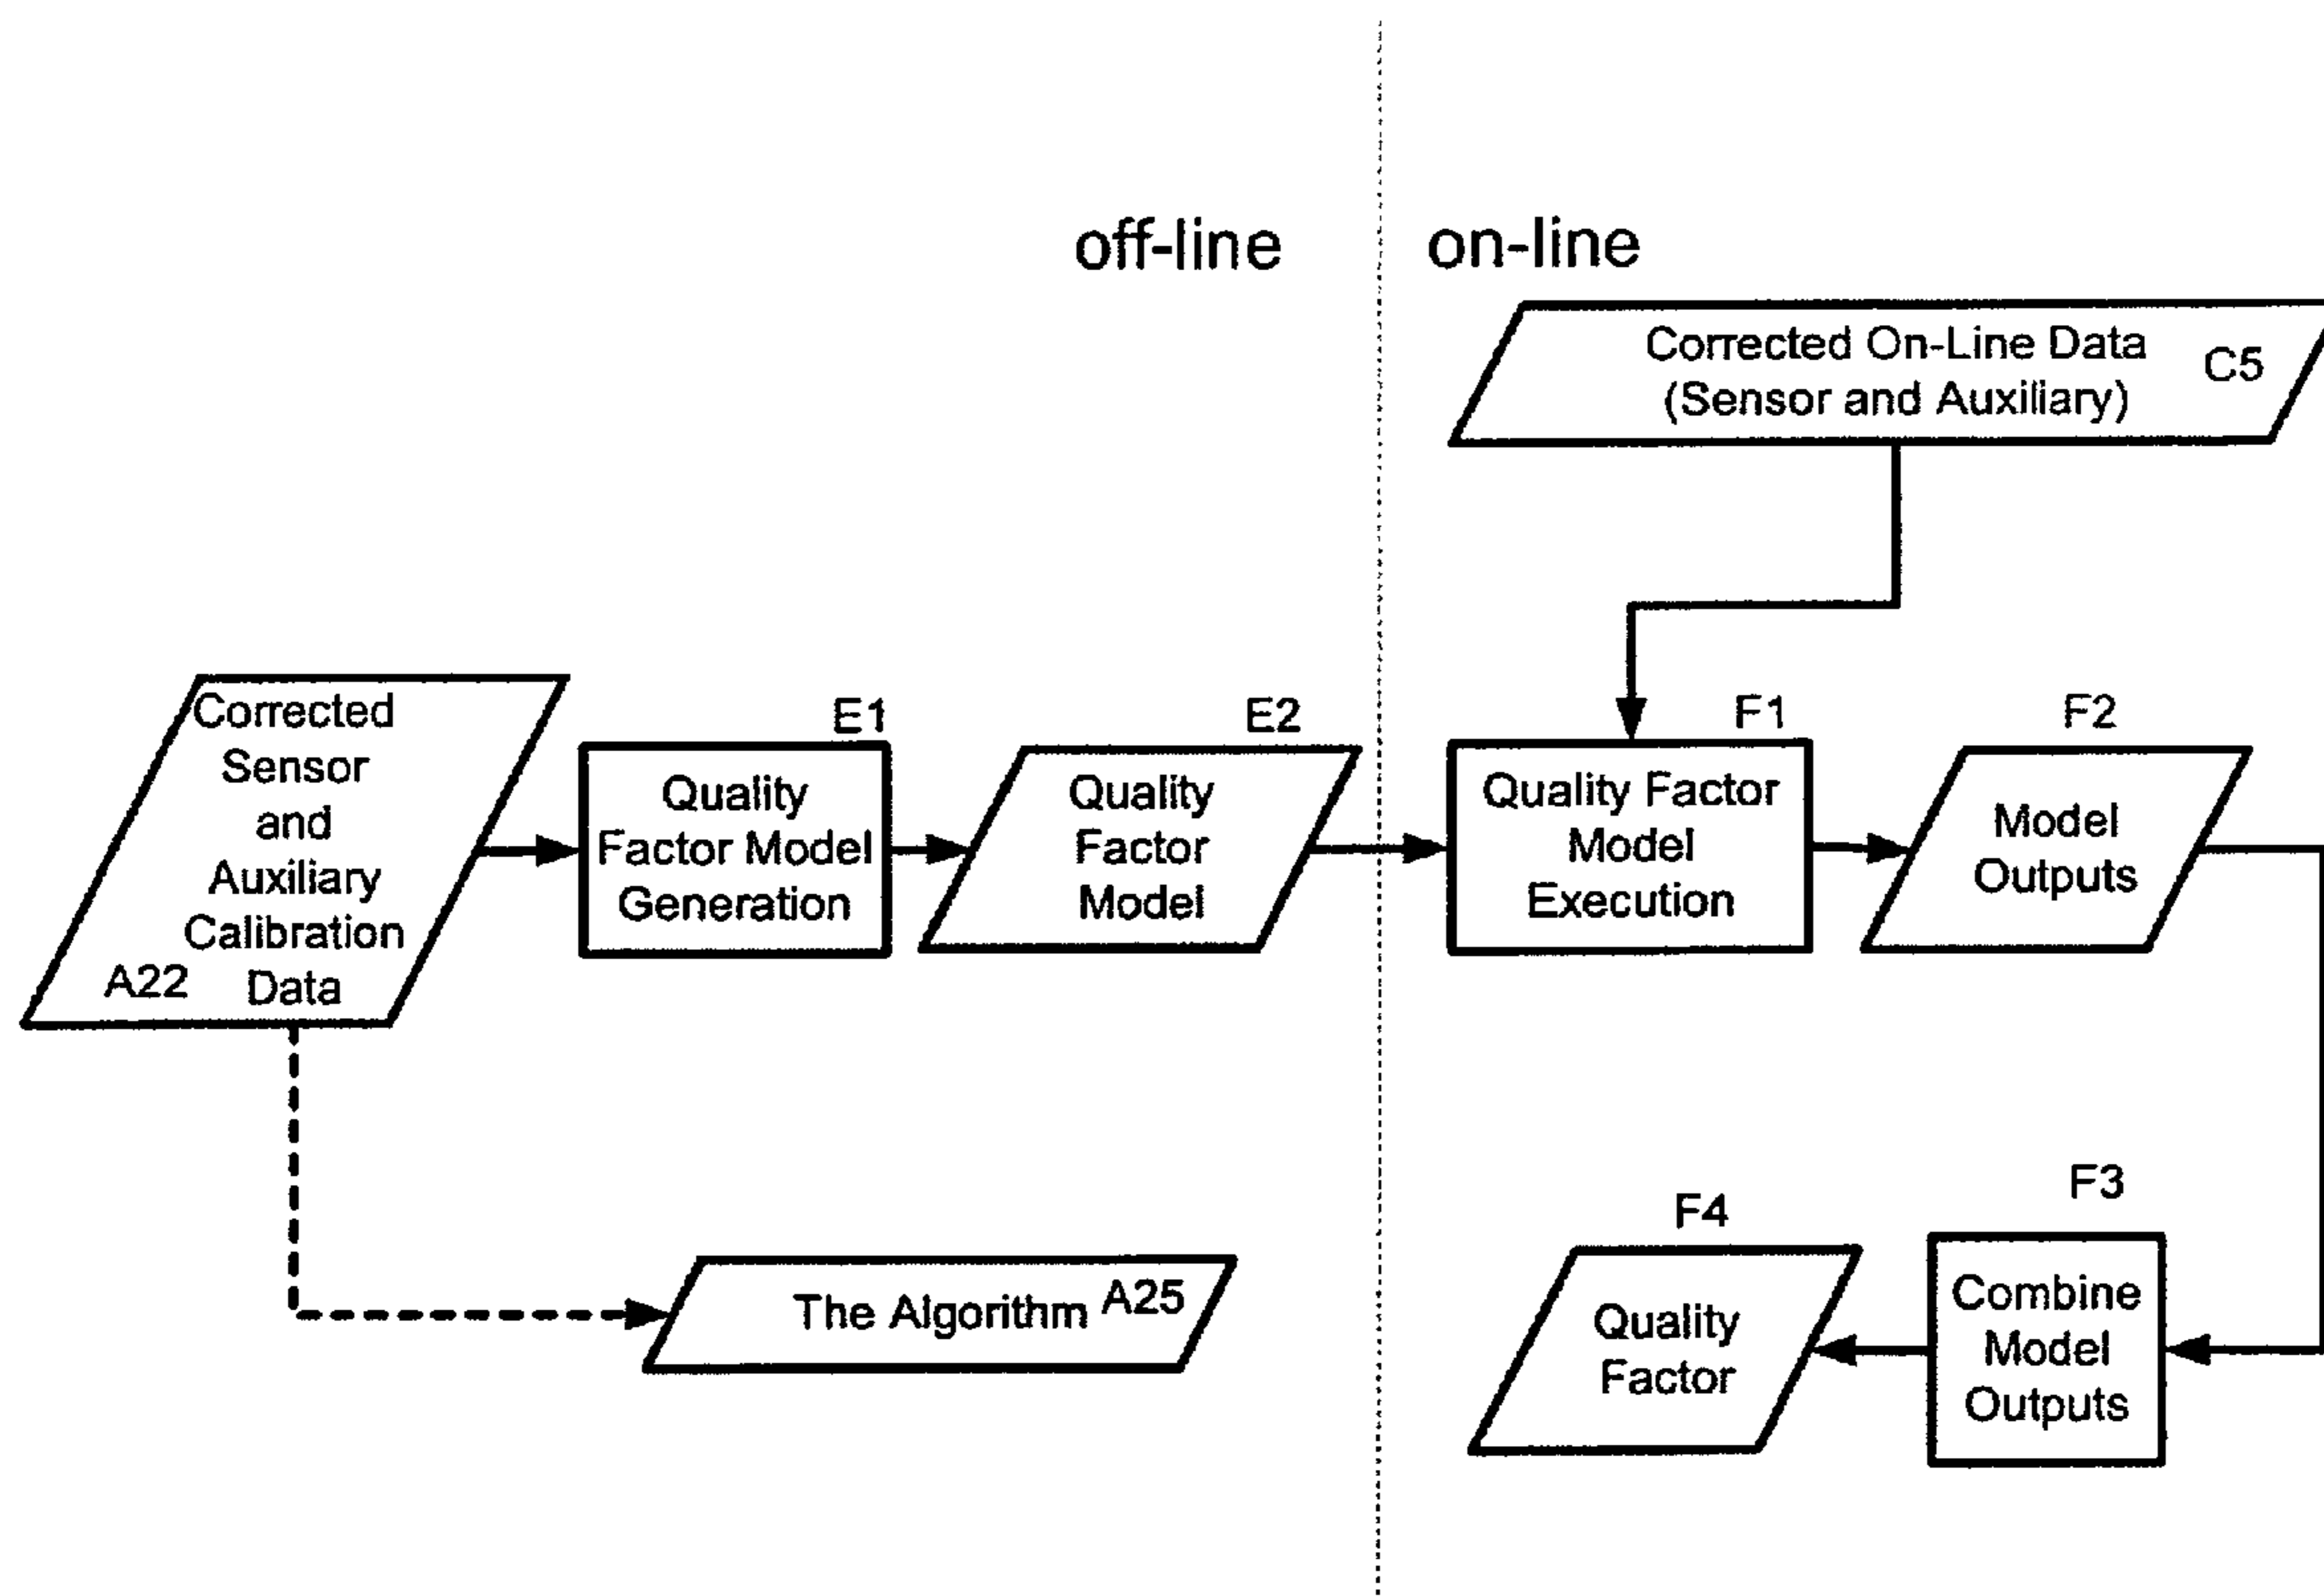 off-line
on-line
Corrected On-Line Data
(Sensor and Auxiliary)
C5
Corrected
Sensor
and
Auxiliary
Calibration
Data
A22
E1
Quality
Factor Model
Generation
E2
Quality
Factor
Model
F1
Quality Factor
Model
Execution
F2
Model
Outputs
The Algorithm
A25
F4
Quality
Factor
F3
Combine
Model
Outputs